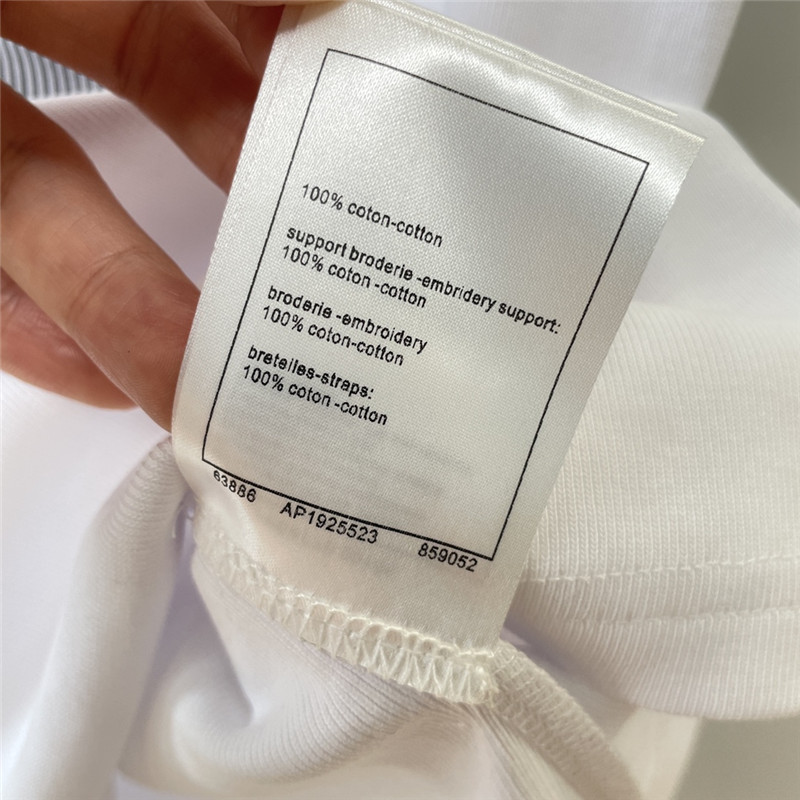 100% coton-cotton
support broderie -embridery support:
100% coton -cotton
broderie -embroidery
100% coton-cotton
breteiles-straps:
100% coton -cotton
63886 AP1925523 859052